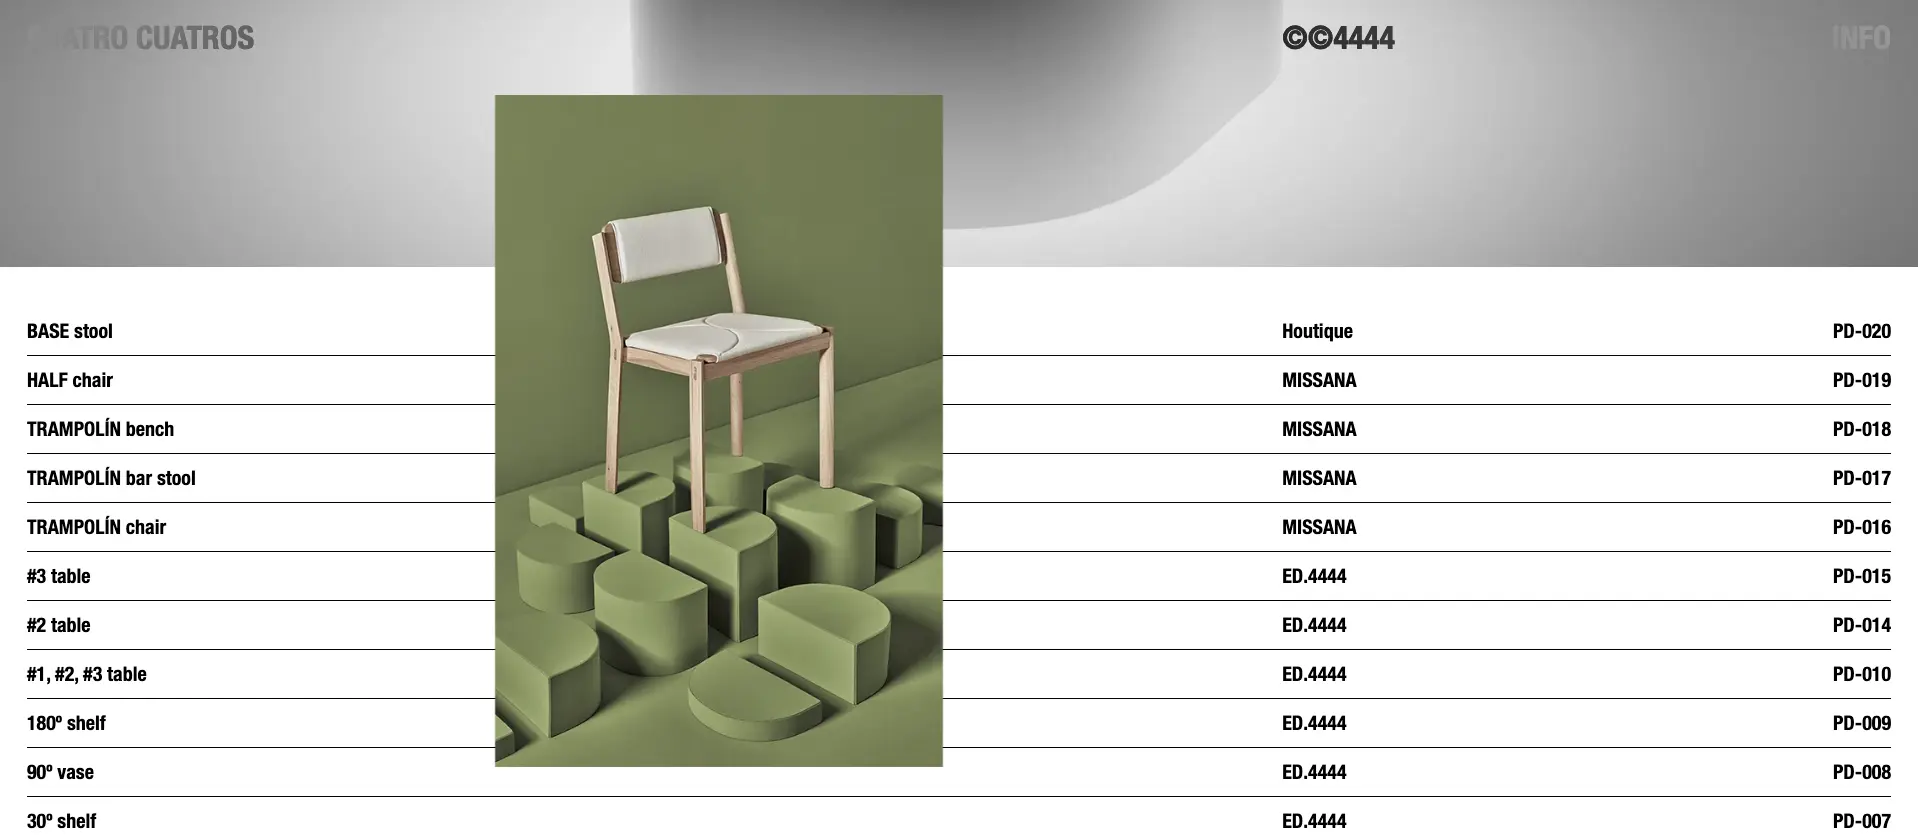 CUATRO CUATROS
©©4444
INFO
BASE stool Houtique PD-020
HALF chair MISSANA PD-019
TRAMPOLÍN bench MISSANA PD-018
TRAMPOLÍN bar stool MISSANA PD-017
TRAMPOLÍN chair MISSANA PD-016
#3 table ED.4444 PD-015
#2 table ED.4444 PD-014
#1, #2, #3 table ED.4444 PD-010
180º shelf ED.4444 PD-009
90º vase ED.4444 PD-008
30º shelf ED.4444 PD-007